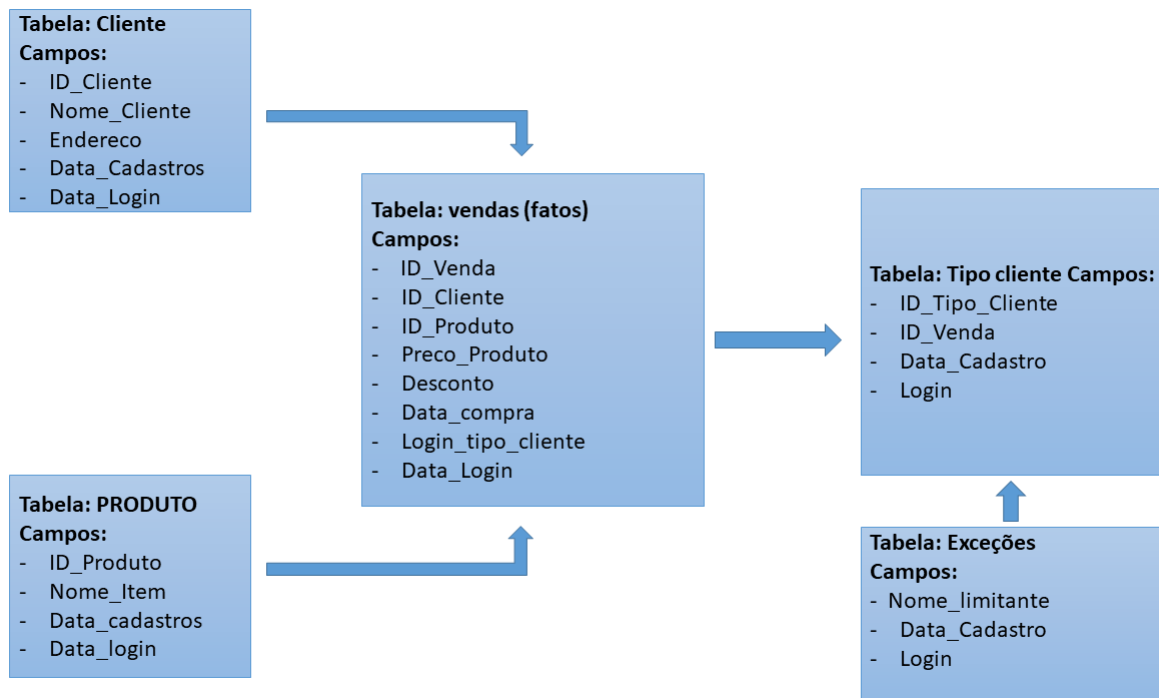 Tabela: Cliente
Campos:
- ID_Cliente
- Nome_Cliente
- Endereco
- Data_Cadastros
- Data_Login
Tabela: vendas (fatos)
Campos:
- ID_Venda
- ID_Cliente
- ID_Produto
- Preco_Produto
- Desconto
- Data_compra
- Login_tipo_cliente
- Data_Login
Tabela: Tipo cliente Campos:
- ID_Tipo_Cliente
- ID_Venda
- Data_Cadastro
- Login
Tabela: PRODUTO
Campos:
- ID_Produto
- Nome_Item
- Data_cadastros
- Data_login
Tabela: Exceções
Campos:
- Nome_limitante
- Data_Cadastro
- Login